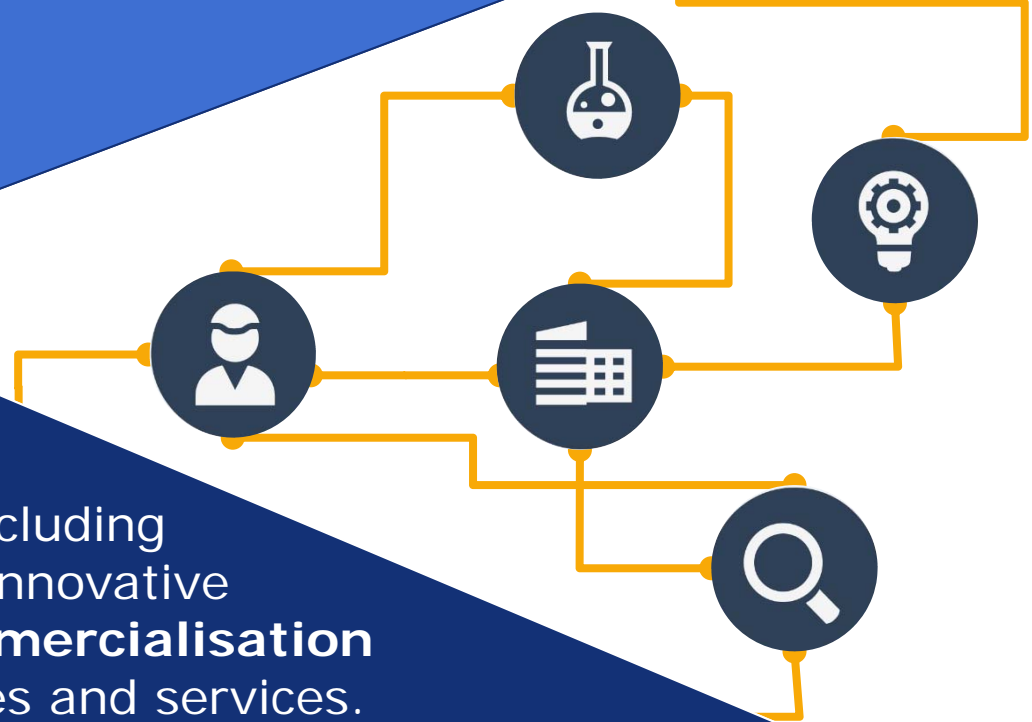 cluding
nnovative
mercialisation
es and services.